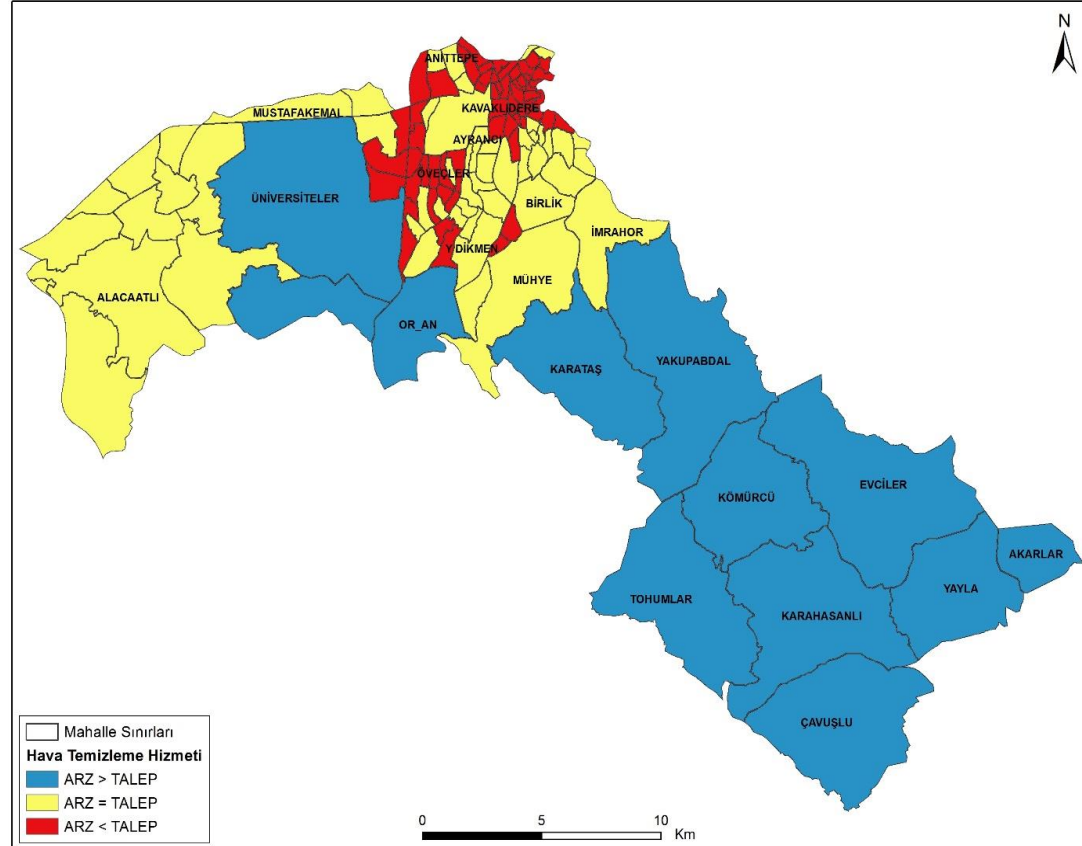 N
ANITTEPE
MUSTAFAKEMAL
KAVAKLIDERE
AYRANCI
ÖVEÇLER
ÜNİVERSİTELER
BİRLİK
İMRAHOR
Y.DİKMEN
MÜHYE
ALACAATLI
OR_AN
KARATAŞ
YAKUPABDAL
KÖMÜRCÜ
EVCİLER
AKARLAR
YAYLA
TOHUMLAR
KARAHASANLI
ÇAVUŞLU
Mahalle Sınırları
Hava Temizleme Hizmeti
ARZ > TALEP
ARZ = TALEP
ARZ < TALEP
0 5 10
Km